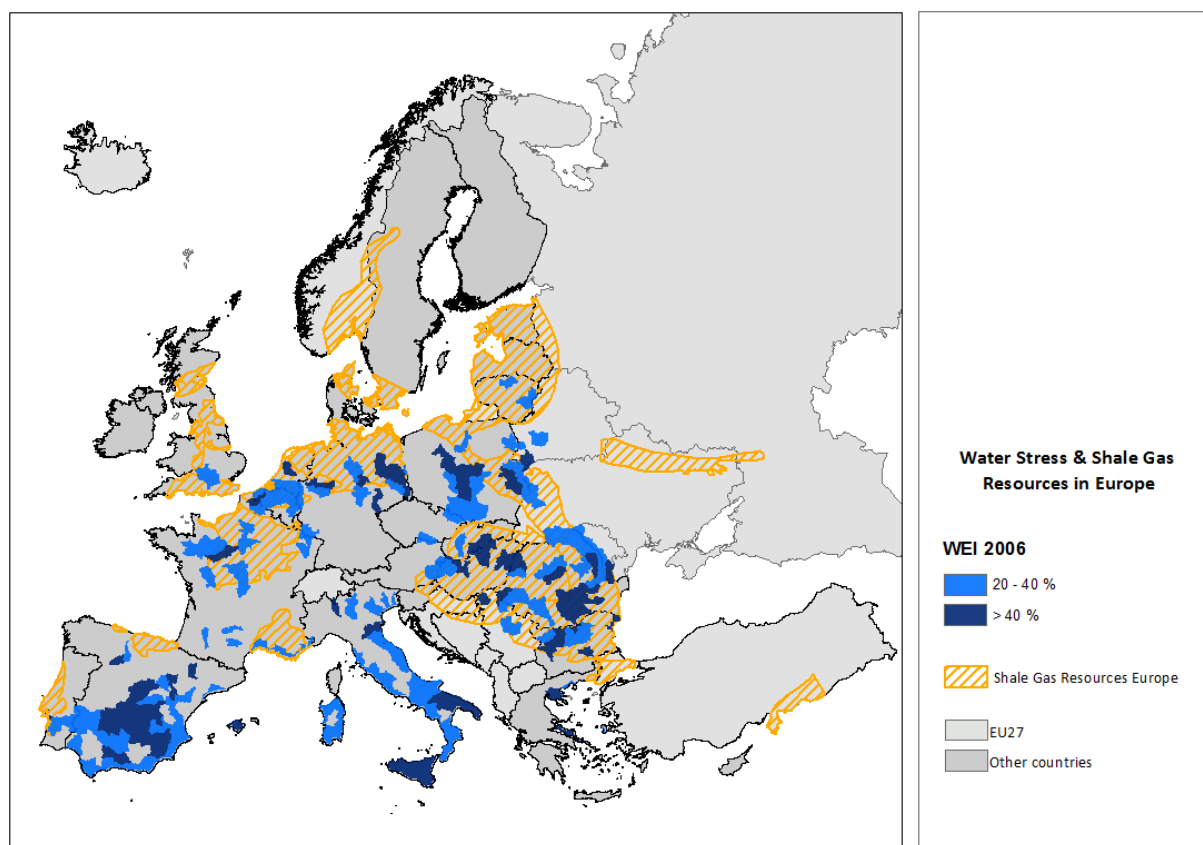 Water Stress & Shale Gas
Resources in Europe
WEI 2006
20 - 40 %
> 40 %
Shale Gas Resources Europe
EU27
Other countries